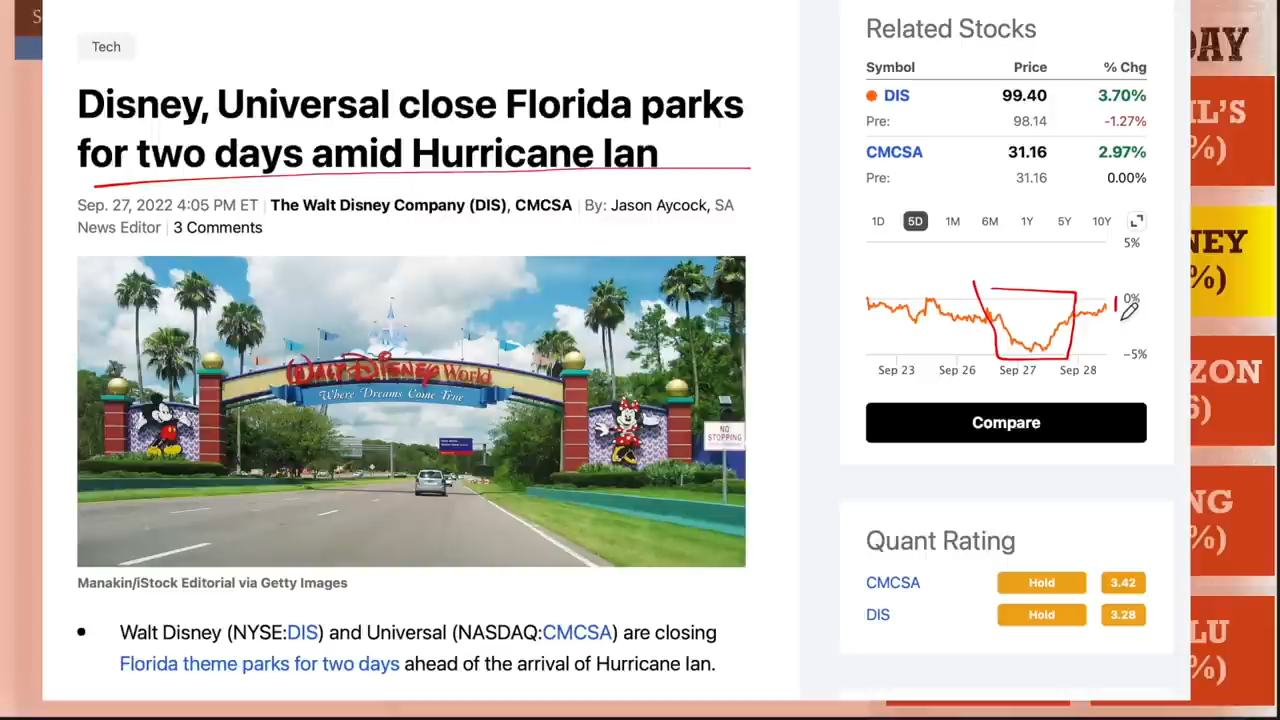 S
Tech
Disney, Universal close Florida parks
for two days amid Hurricane Ian
Sep. 27, 2022 4:05 PM ET | The Walt Disney Company (DIS), CMCSA | By: Jason Aycock, SA
News Editor | 3 Comments
WALT DISNEY World
Where Dreams Come True
NO
STOPPING
Manakin/iStock Editorial via Getty Images
• Walt Disney (NYSE:DIS) and Universal (NASDAQ:CMCSA) are closing
Florida theme parks for two days ahead of the arrival of Hurricane Ian.
Related Stocks
Symbol Price % Chg
DIS 99.40 3.70%
Pre: 98.14 -1.27%
CMCSA 31.16 2.97%
Pre: 31.16 0.00%
1D 5D 1M 6M 1Y 5Y 10Y
5%
0%
-5%
Sep 23 Sep 26 Sep 27 Sep 28
Compare
Quant Rating
CMCSA Hold 3.42
DIS Hold 3.28
DAY
IL'S
%)
NEY
%)
ZON
6)
NG
%)
LU
%)